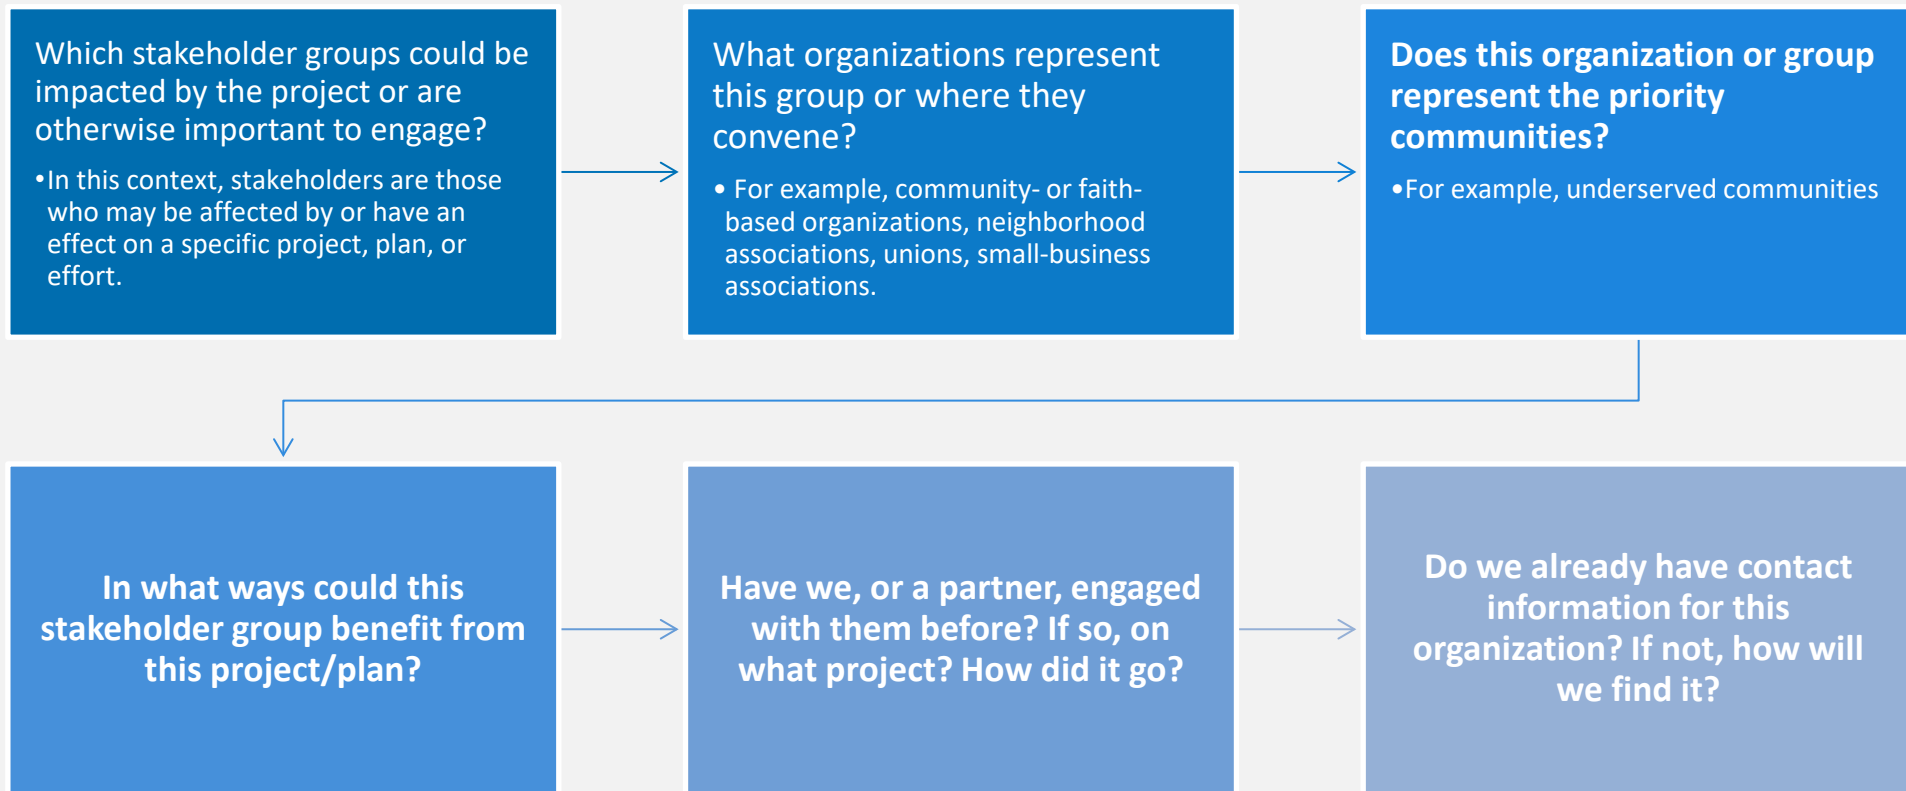 Which stakeholder groups could be
impacted by the project or are
otherwise important to engage?
•In this context, stakeholders are those
who may be affected by or have an
effect on a specific project, plan, or
effort.
What organizations represent
this group or where they
convene?
• For example, community- or faith-
based organizations, neighborhood
associations, unions, small-business
associations.
Does this organization or group
represent the priority
communities?
•For example, underserved communities
In what ways could this
stakeholder group benefit from
this project/plan?
Have we, or a partner, engaged
with them before? If so, on
what project? How did it go?
Do we already have contact
information for this
organization? If not, how will
we find it?